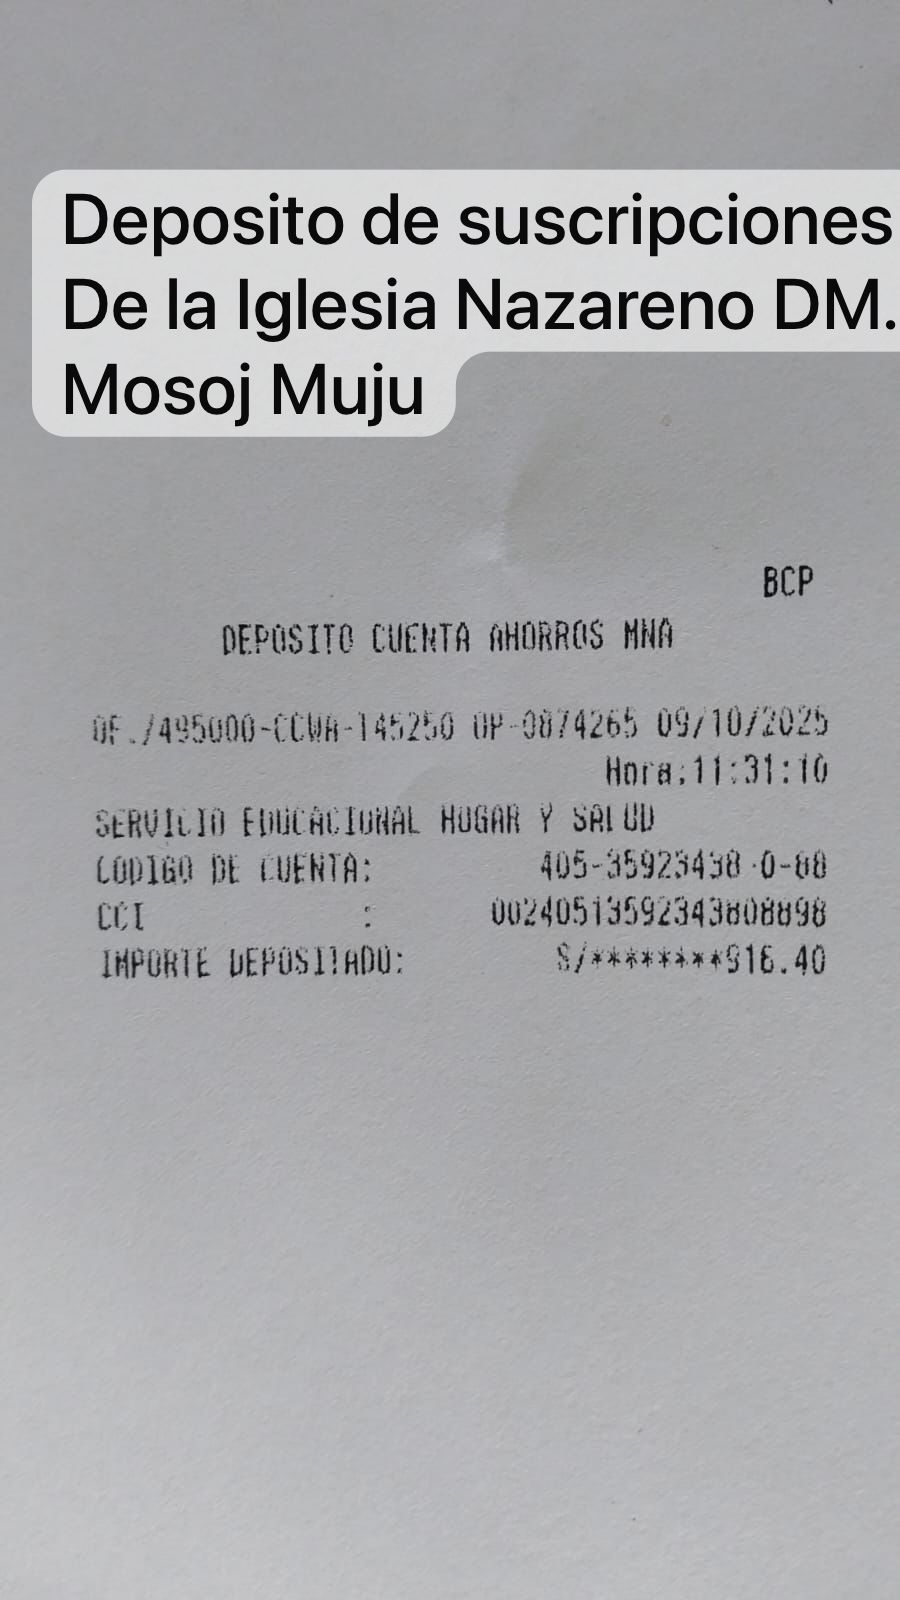 Deposito de suscripciones
De la Iglesia Nazareno DM.
Mosoj Muju
BCP
DEPOSITO CUENTA AHORROS MNA
OF./495000-CCWA-145250 OP-0874265 09/10/2025
Hora:11:31:10
SERVICIO EDUCACIONAL HOGAR Y SALUD
CODIGO DE CUENTA: 405-35923438-0-88
CCI : 00240513592343808898
IMPORTE DEPOSITADO: S/********916.40